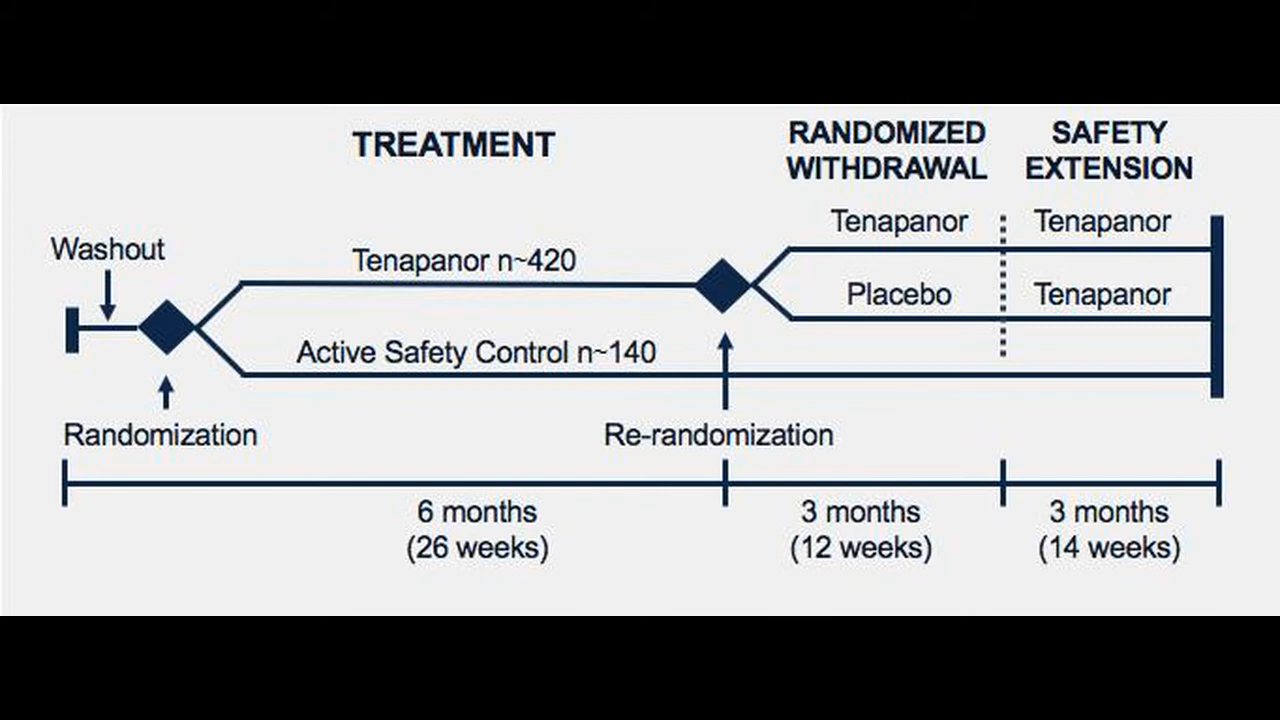 TREATMENT
RANDOMIZED
WITHDRAWAL
SAFETY
EXTENSION
Washout
Tenapanor n~420
Tenapanor
Tenapanor
Placebo
Tenapanor
Active Safety Control n~140
Randomization
Re-randomization
6 months
(26 weeks)
3 months
(12 weeks)
3 months
(14 weeks)